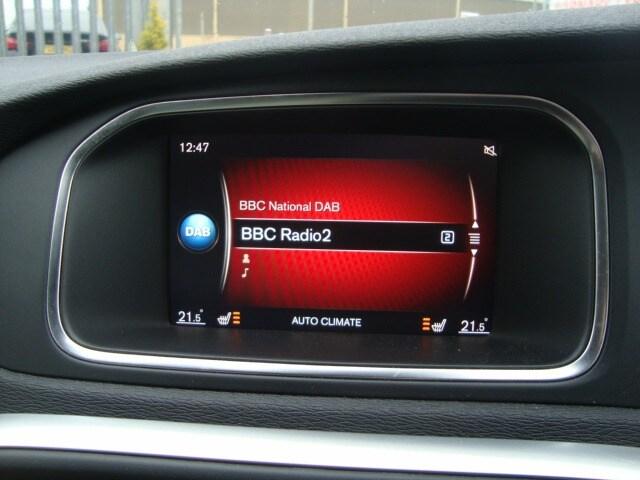 12:47
BBC National DAB
DAB
BBC Radio2 2
21.5° AUTO CLIMATE 21.5°